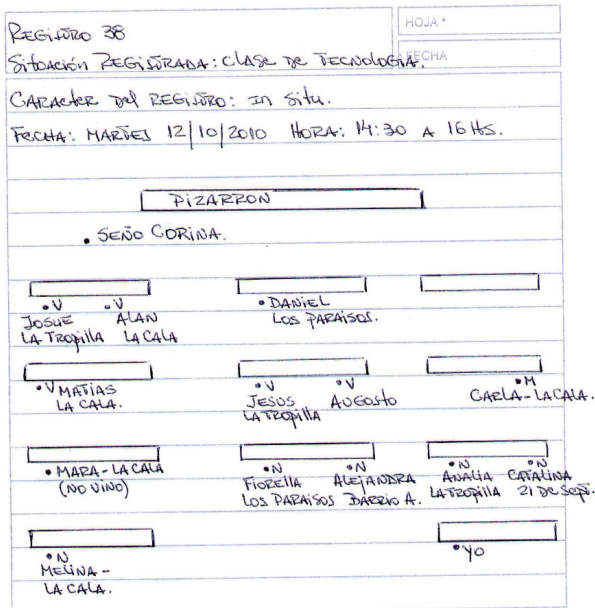 HOJA *
REGISTRO 38
FECHA
Situación REGISTRADA: Clase de TECNOLOGÍA.
CARActeR Del REGISTRO: In Situ.
FECHA: MARTES 12/10/2010 HORA: 14:30 A 16 HS.
PIZARRON
• SEÑO CORINA.
• V • V • DANIEL
JOSUE ALAN LOS PARAISOS.
LA TROPILLA LA CALA
• V MATIAS • V • V • M
LA CALA. JESUS AUGOSTO CARLA - LA CALA.
LA TROPILLA
• MARA - LA CALA • N • N • N • N
(NO VINO) FIORELLA ALEJANDRA ANALIA CATALINA
LOS PARAISOS BARRIO A. LA TROPILLA 21 DE Sept.
• N • YO
MELINA -
LA CALA.